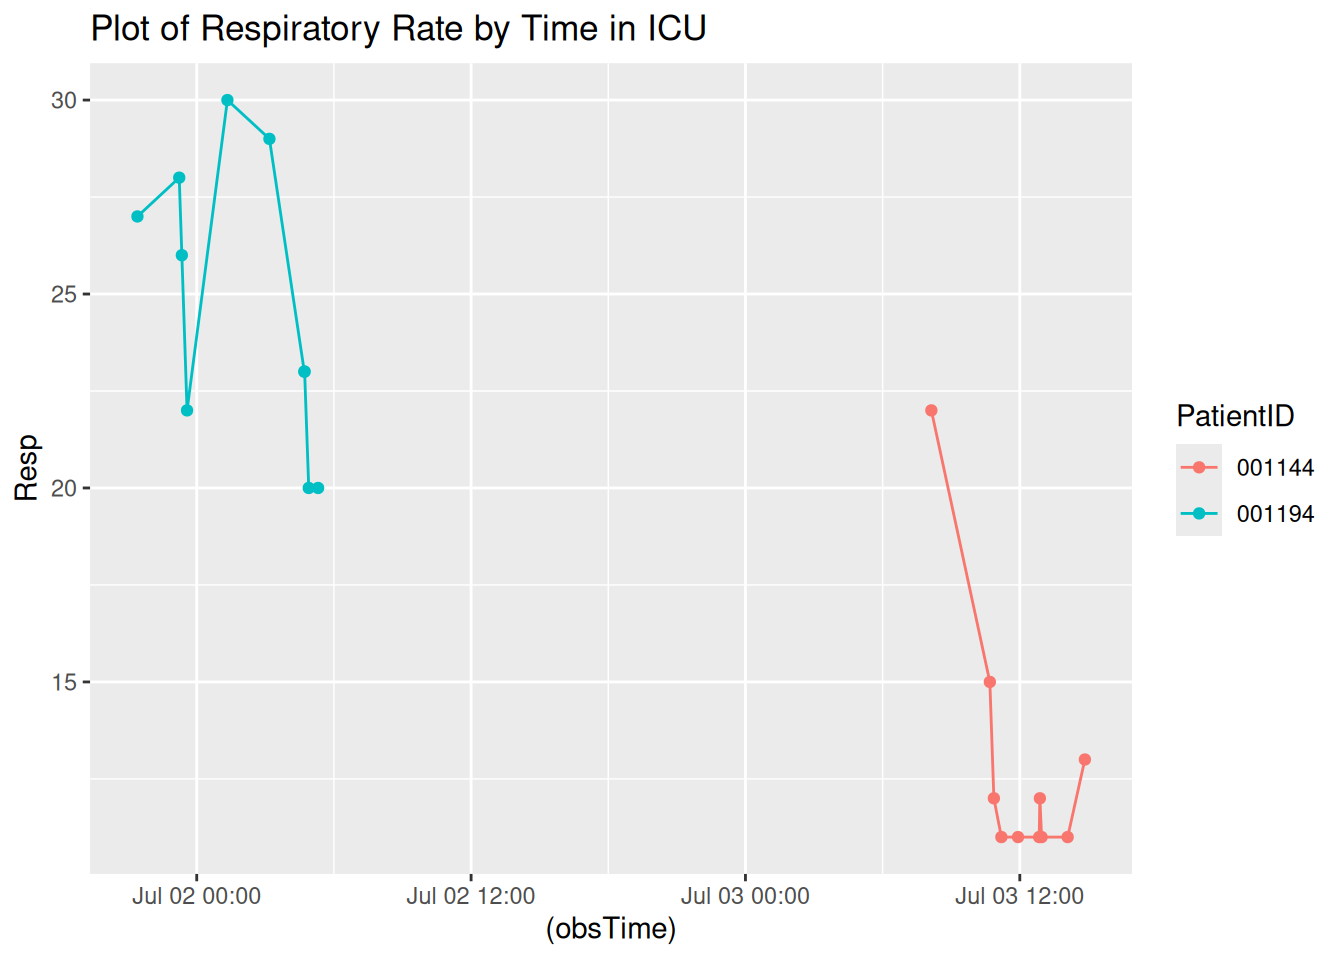 Plot of Respiratory Rate by Time in ICU
30
25
20
15
Resp
Jul 02 00:00
Jul 02 12:00
Jul 03 00:00
Jul 03 12:00
(obsTime)
PatientID
001144
001194